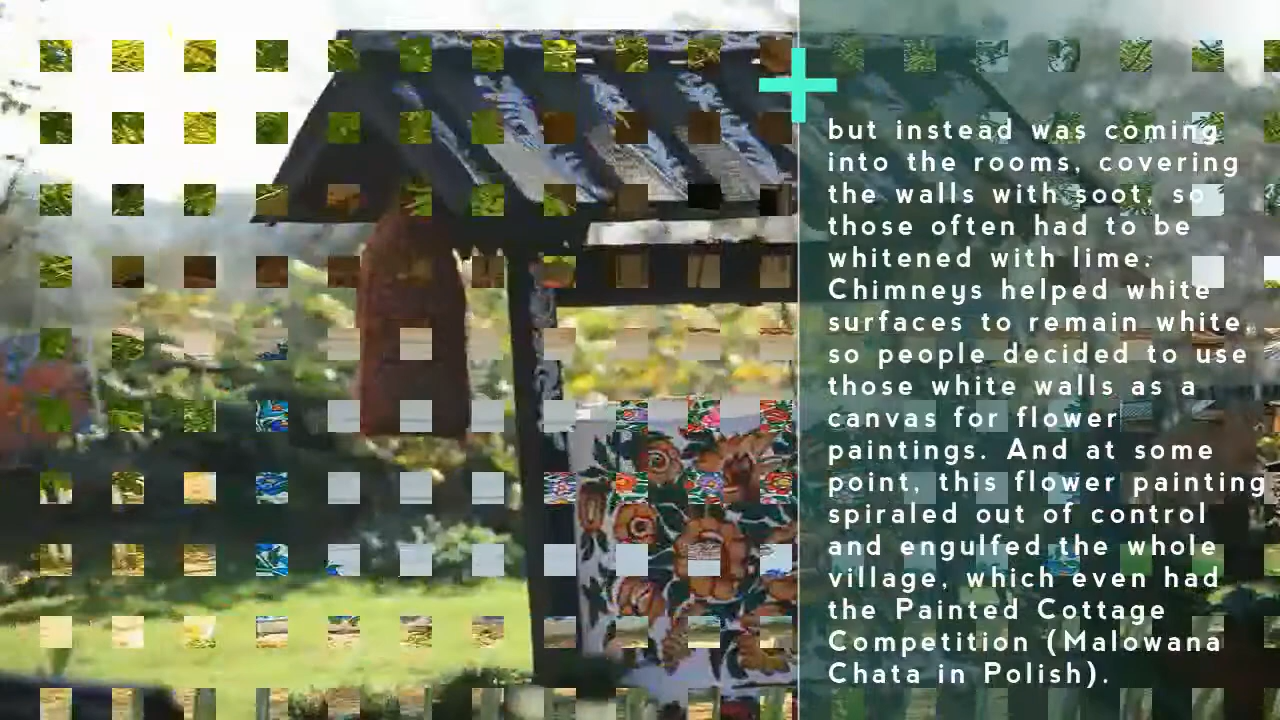 but instead was coming
into the rooms, covering
the walls with soot, so
those often had to be
whitened with lime.
Chimneys helped white
surfaces to remain white,
so people decided to use
those white walls as a
canvas for flower
paintings. And at some
point, this flower painting
spiraled out of control
and engulfed the whole
village, which even had
the Painted Cottage
Competition (Malowana
Chata in Polish).